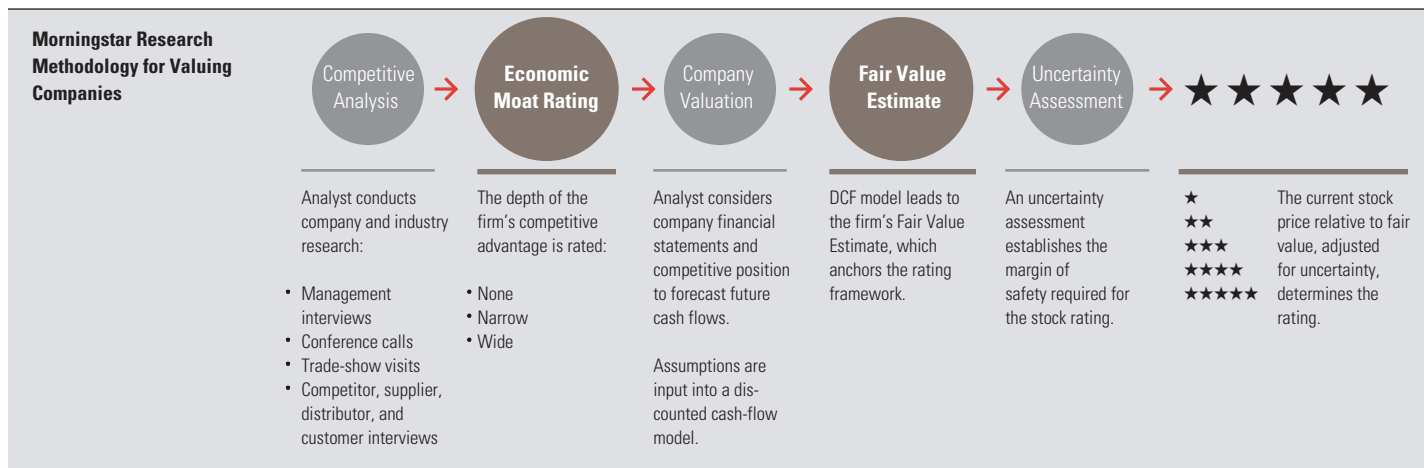 Morningstar Research
Methodology for Valuing
Companies
Competitive
Analysis
Economic
Moat Rating
Company
Valuation
Fair Value
Estimate
Uncertainty
Assessment
★ ★ ★ ★ ★
Analyst conducts
company and industry
research:
• Management
interviews
• Conference calls
• Trade-show visits
• Competitor, supplier,
distributor, and
customer interviews
The depth of the
firm's competitive
advantage is rated:
• None
• Narrow
• Wide
Analyst considers
company financial
statements and
competitive position
to forecast future
cash flows.
Assumptions are
input into a dis-
counted cash-flow
model.
DCF model leads to
the firm's Fair Value
Estimate, which
anchors the rating
framework.
An uncertainty
assessment
establishes the
margin of
safety required for
the stock rating.
★
★★
★★★
★★★★
★★★★★
The current stock
price relative to fair
value, adjusted
for uncertainty,
determines the
rating.